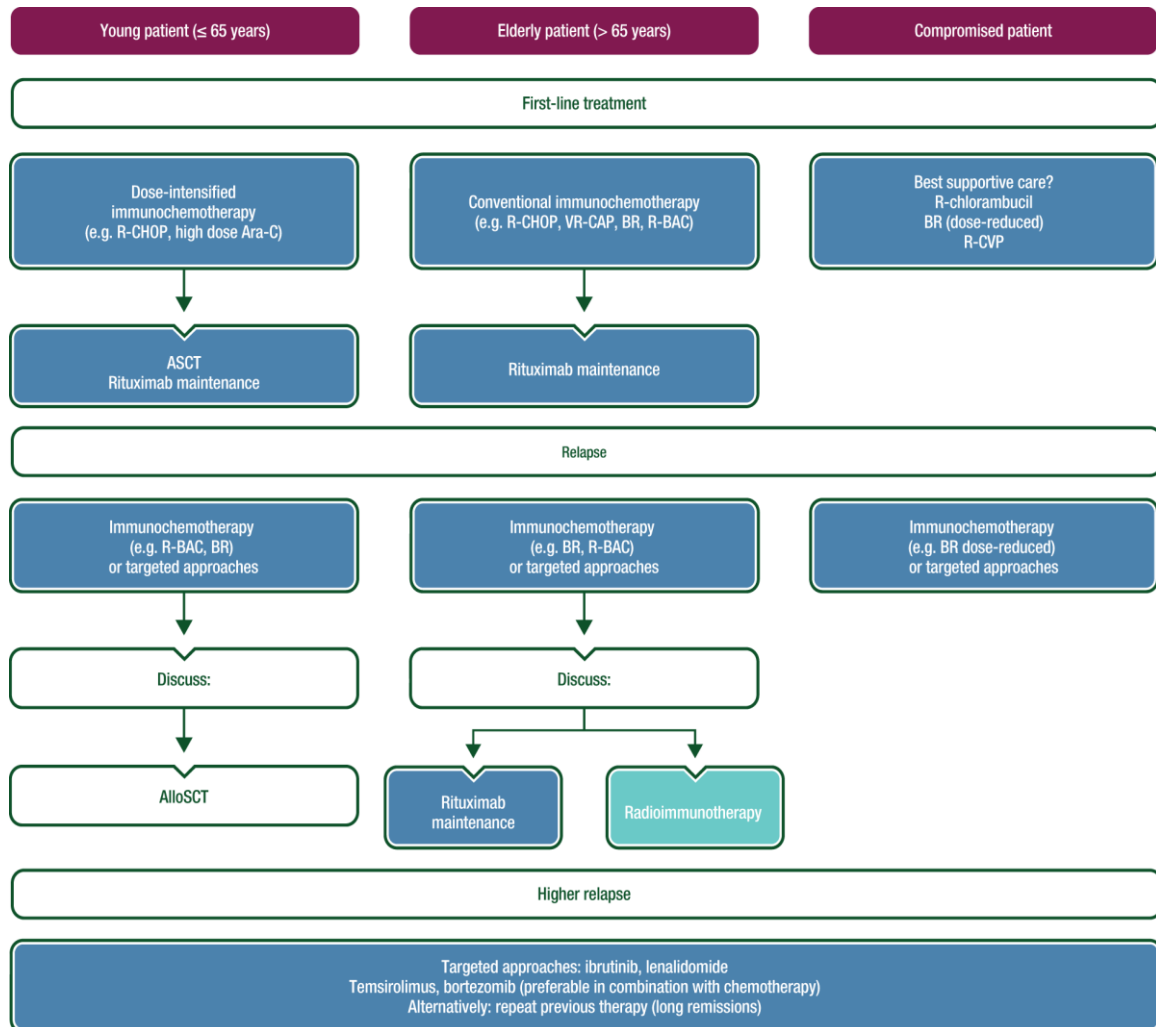 Young patient (≤ 65 years)
Elderly patient (> 65 years)
Compromised patient
First-line treatment
Dose-intensified
immunochemotherapy
(e.g. R-CHOP, high dose Ara-C)
Conventional immunochemotherapy
(e.g. R-CHOP, VR-CAP, BR, R-BAC)
Best supportive care?
R-chlorambucil
BR (dose-reduced)
R-CVP
ASCT
Rituximab maintenance
Rituximab maintenance
Relapse
Immunochemotherapy
(e.g. R-BAC, BR)
or targeted approaches
Immunochemotherapy
(e.g. BR, R-BAC)
or targeted approaches
Immunochemotherapy
(e.g. BR dose-reduced)
or targeted approaches
Discuss:
Discuss:
AlloSCT
Rituximab
maintenance
Radioimmunotherapy
Higher relapse
Targeted approaches: ibrutinib, lenalidomide
Temsirolimus, bortezomib (preferable in combination with chemotherapy)
Alternatively: repeat previous therapy (long remissions)